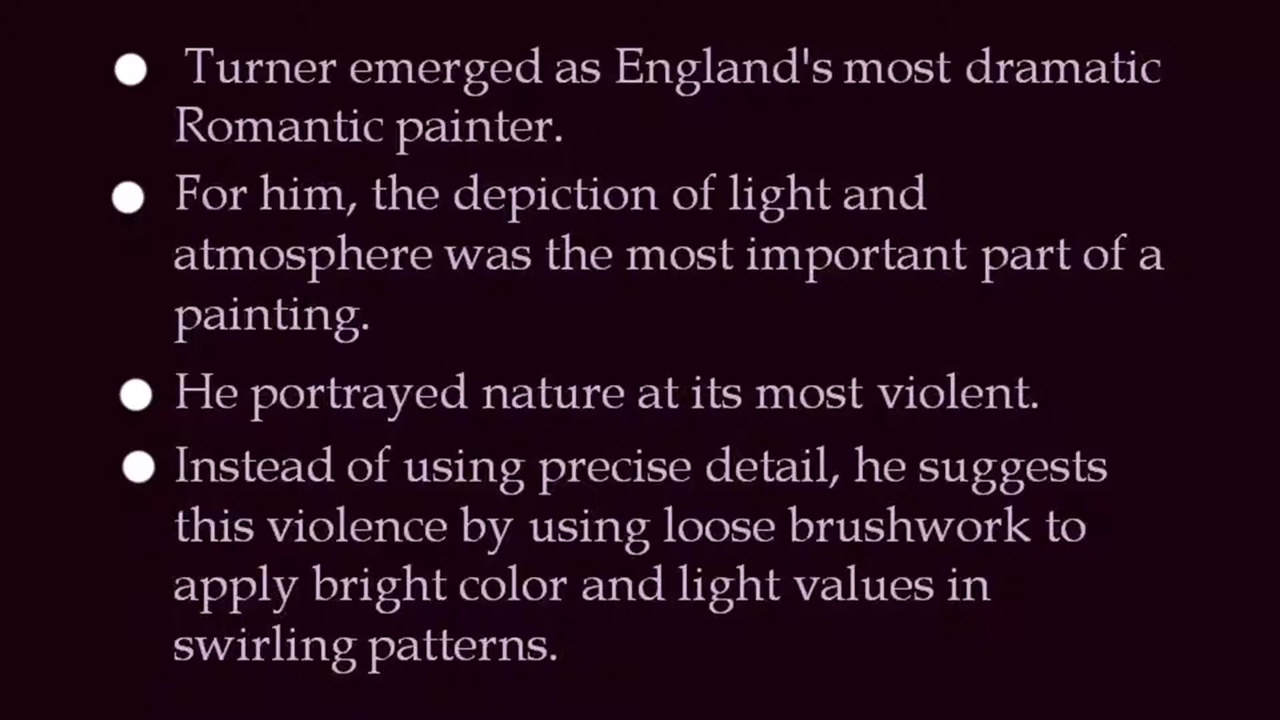 ● Turner emerged as England's most dramatic
Romantic painter.
● For him, the depiction of light and
atmosphere was the most important part of a
painting.
● He portrayed nature at its most violent.
● Instead of using precise detail, he suggests
this violence by using loose brushwork to
apply bright color and light values in
swirling patterns.